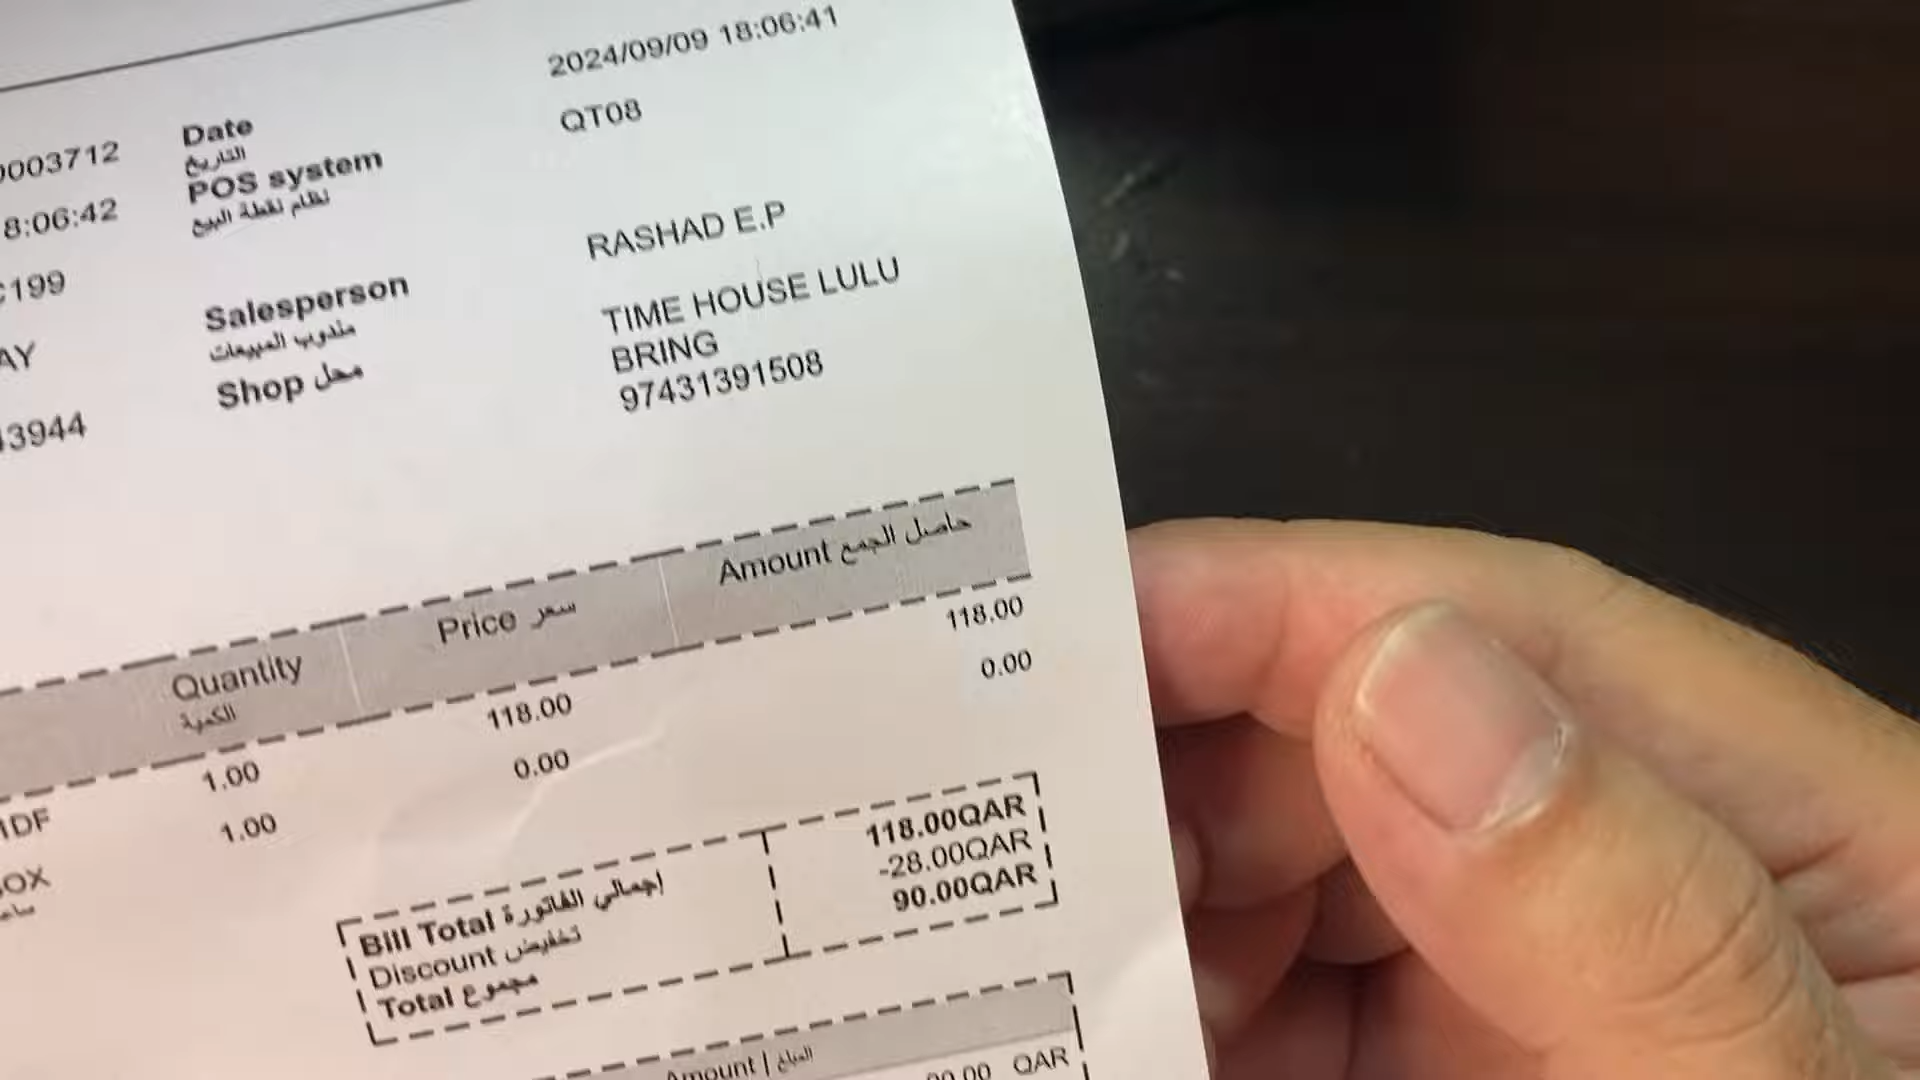 2024/09/09 18:06:41
0003712 Date
التاريخ
QT08
8:06:42 POS system
نظام نقطة البيع
199
Salesperson RASHAD E.P
مندوب المبيعات
AY
Shop محل TIME HOUSE LULU
BRING
97431391508
3944
Quantity Price سعر Amount حاصل الجمع
الكمية
1.00 118.00 118.00
1.00 0.00 0.00
OX
Bill Total إجمالي الفاتورة 118.00QAR
Discount تخفيض -28.00QAR
Total مجموع 90.00QAR
Amount | المبلغ
QAR